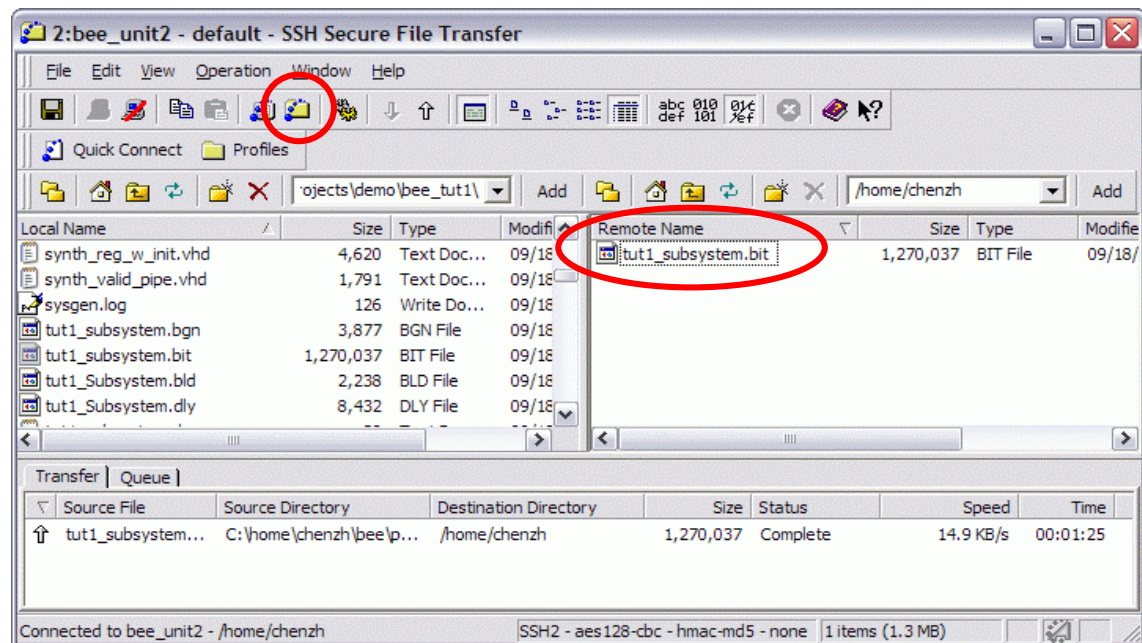 2:bee_unit2 - default - SSH Secure File Transfer
File Edit View Operation Window Help
abc def 010 101
Quick Connect Profiles
rojects\demo\bee_tut1\ Add /home/chenzh Add
Local Name Size Type Modifi Remote Name Size Type Modifie
synth_reg_w_init.vhd 4,620 Text Doc... 09/18 tut1_subsystem.bit 1,270,037 BIT File 09/18/
synth_valid_pipe.vhd 1,791 Text Doc... 09/18
sysgen.log 126 Write Do... 09/18
tut1_subsystem.bgn 3,877 BGN File 09/18
tut1_subsystem.bit 1,270,037 BIT File 09/18
tut1_Subsystem.bld 2,238 BLD File 09/18
tut1_Subsystem.dly 8,432 DLY File 09/18
Transfer Queue
Source File Source Directory Destination Directory Size Status Speed Time
tut1_subsystem... C:\home\chenzh\bee\p... /home/chenzh 1,270,037 Complete 14.9 KB/s 00:01:25
Connected to bee_unit2 - /home/chenzh SSH2 - aes128-cbc - hmac-md5 - none 1 items (1.3 MB)